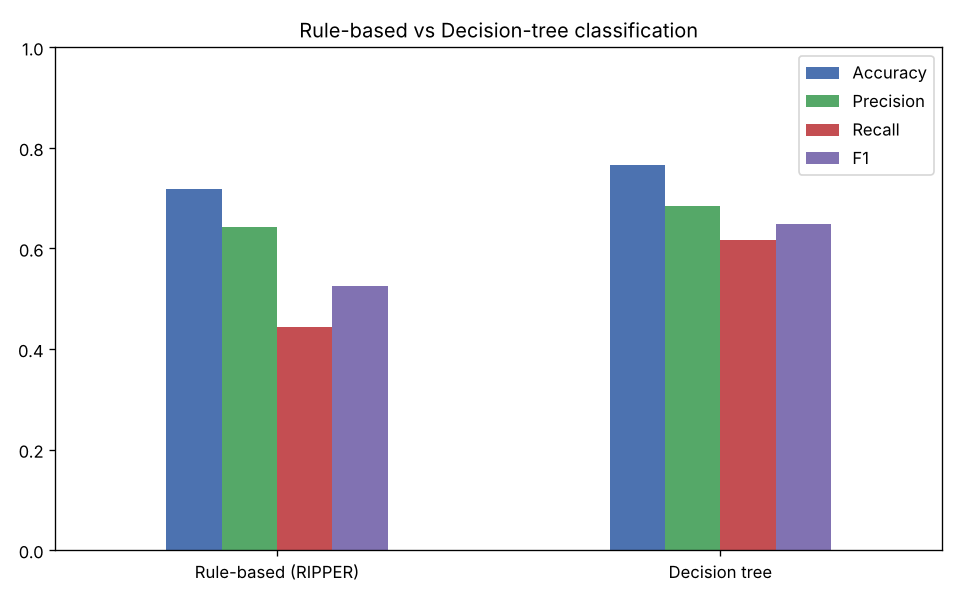 Rule-based vs Decision-tree classification
1.0
0.8
0.6
0.4
0.2
0.0
Accuracy
Precision
Recall
F1
Rule-based (RIPPER)
Decision tree